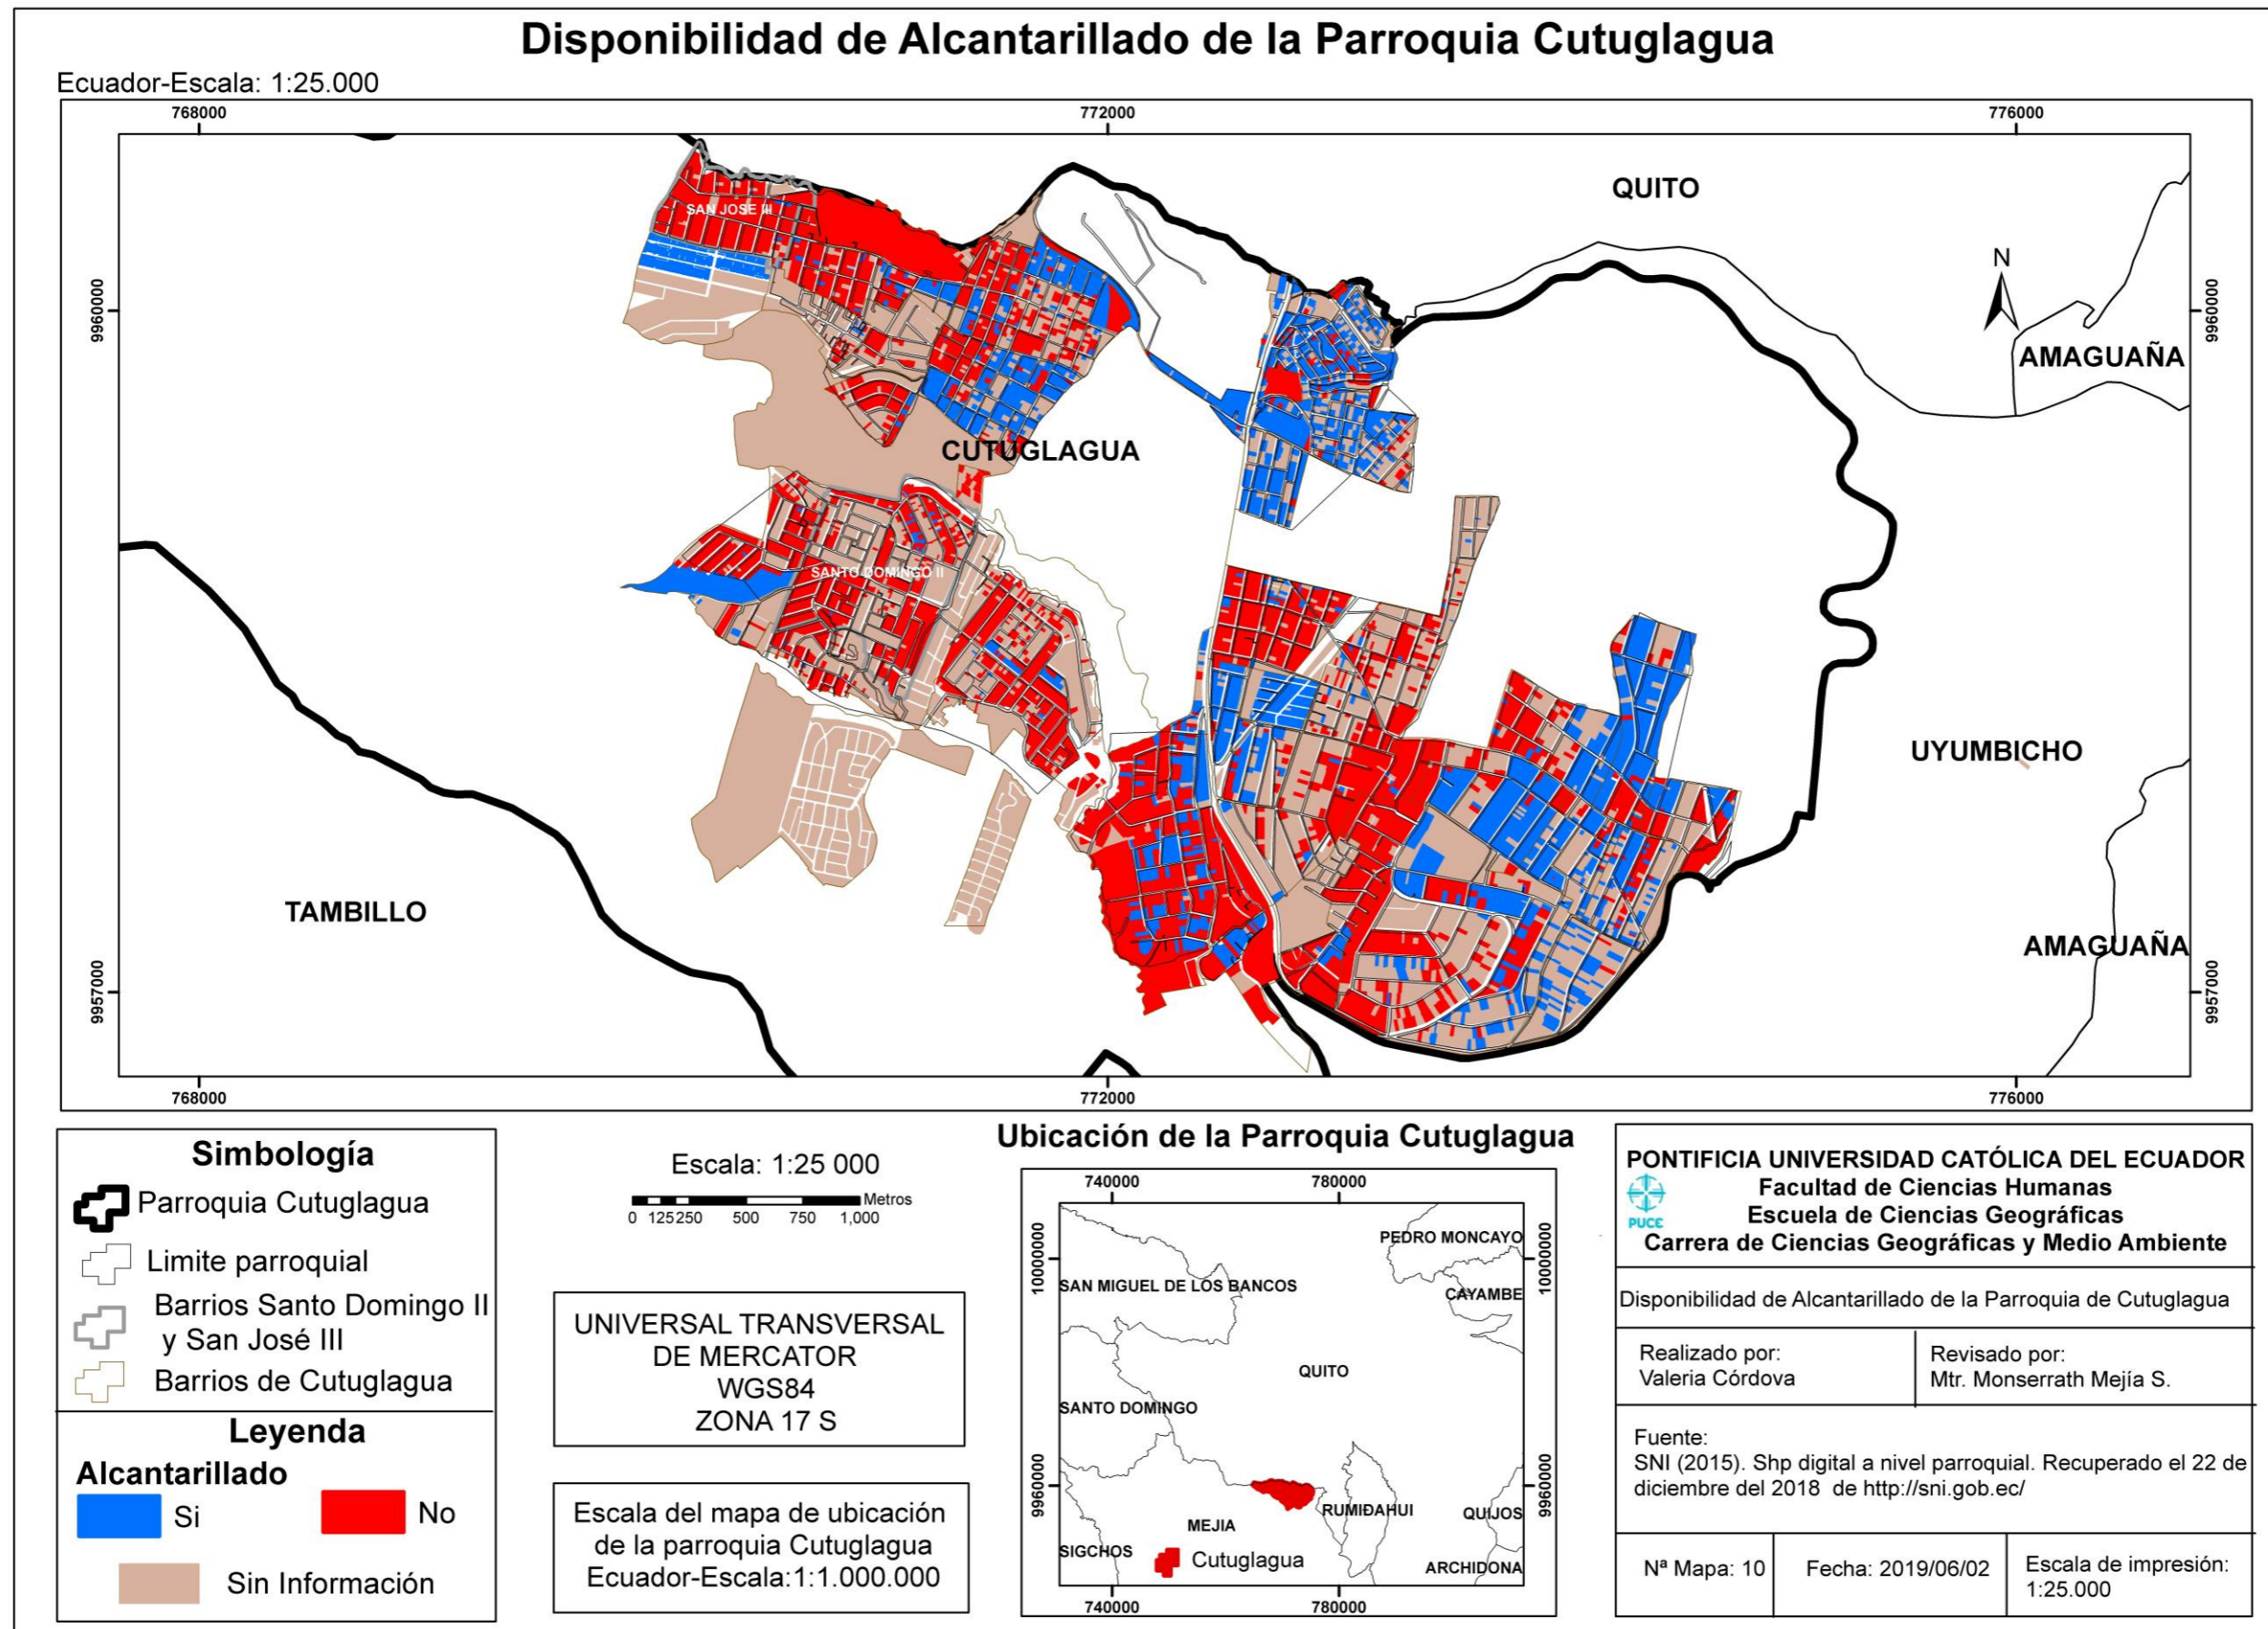 Disponibilidad de Alcantarillado de la Parroquia Cutuglagua
Ecuador-Escala: 1:25.000
768000
772000
776000
QUITO
SAN JOSE III
N
9960000
9960000
AMAGUAÑA
CUTUGLAGUA
SANTO DOMINGO II
UYUMBICHO
TAMBILLO
AMAGUAÑA
9957000
9957000
768000
772000
776000
Simbología
Parroquia Cutuglagua
Limite parroquial
Barrios Santo Domingo II
y San José III
Barrios de Cutuglagua
Leyenda
Alcantarillado
Si
No
Sin Información
Escala: 1:25 000
Metros
0 125 250 500 750 1,000
UNIVERSAL TRANSVERSAL
DE MERCATOR
WGS84
ZONA 17 S
Escala del mapa de ubicación
de la parroquia Cutuglagua
Ecuador-Escala:1:1.000.000
Ubicación de la Parroquia Cutuglagua
740000
780000
PEDRO MONCAYO
10000000
10000000
SAN MIGUEL DE LOS BANCOS
CAYAMBE
QUITO
SANTO DOMINGO
9960000
9960000
RUMIÐAHUI
QUIJOS
MEJIA
SIGCHOS
Cutuglagua
ARCHIDONA
740000
780000
PONTIFICIA UNIVERSIDAD CATÓLICA DEL ECUADOR
Facultad de Ciencias Humanas
Escuela de Ciencias Geográficas
PUCE
Carrera de Ciencias Geográficas y Medio Ambiente
Disponibilidad de Alcantarillado de la Parroquia de Cutuglagua
Realizado por:
Valeria Córdova
Revisado por:
Mtr. Monserrath Mejía S.
Fuente:
SNI (2015). Shp digital a nivel parroquial. Recuperado el 22 de
diciembre del 2018 de http://sni.gob.ec/
Nª Mapa: 10
Fecha: 2019/06/02
Escala de impresión:
1:25.000